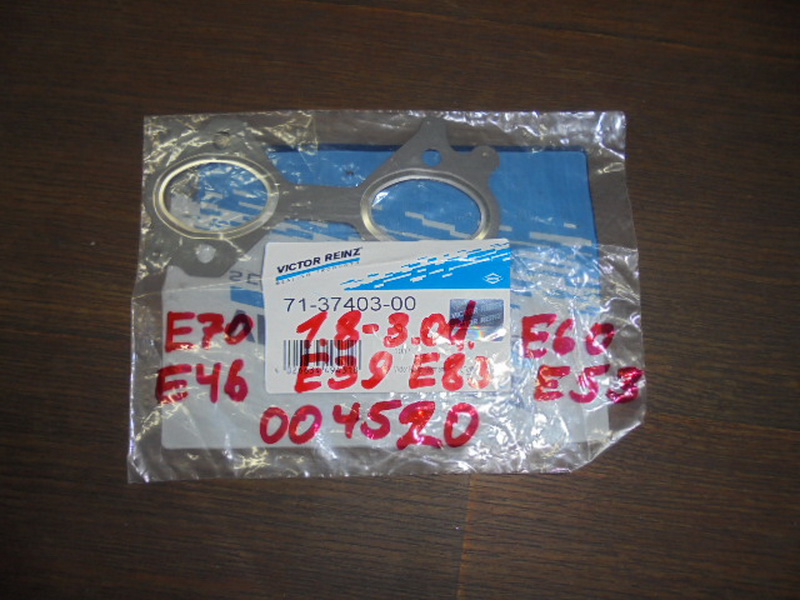 VICTOR REINZ
71-37403-00
E70 1.8-3.0d. E60
E46 E39 E83 E53
004520